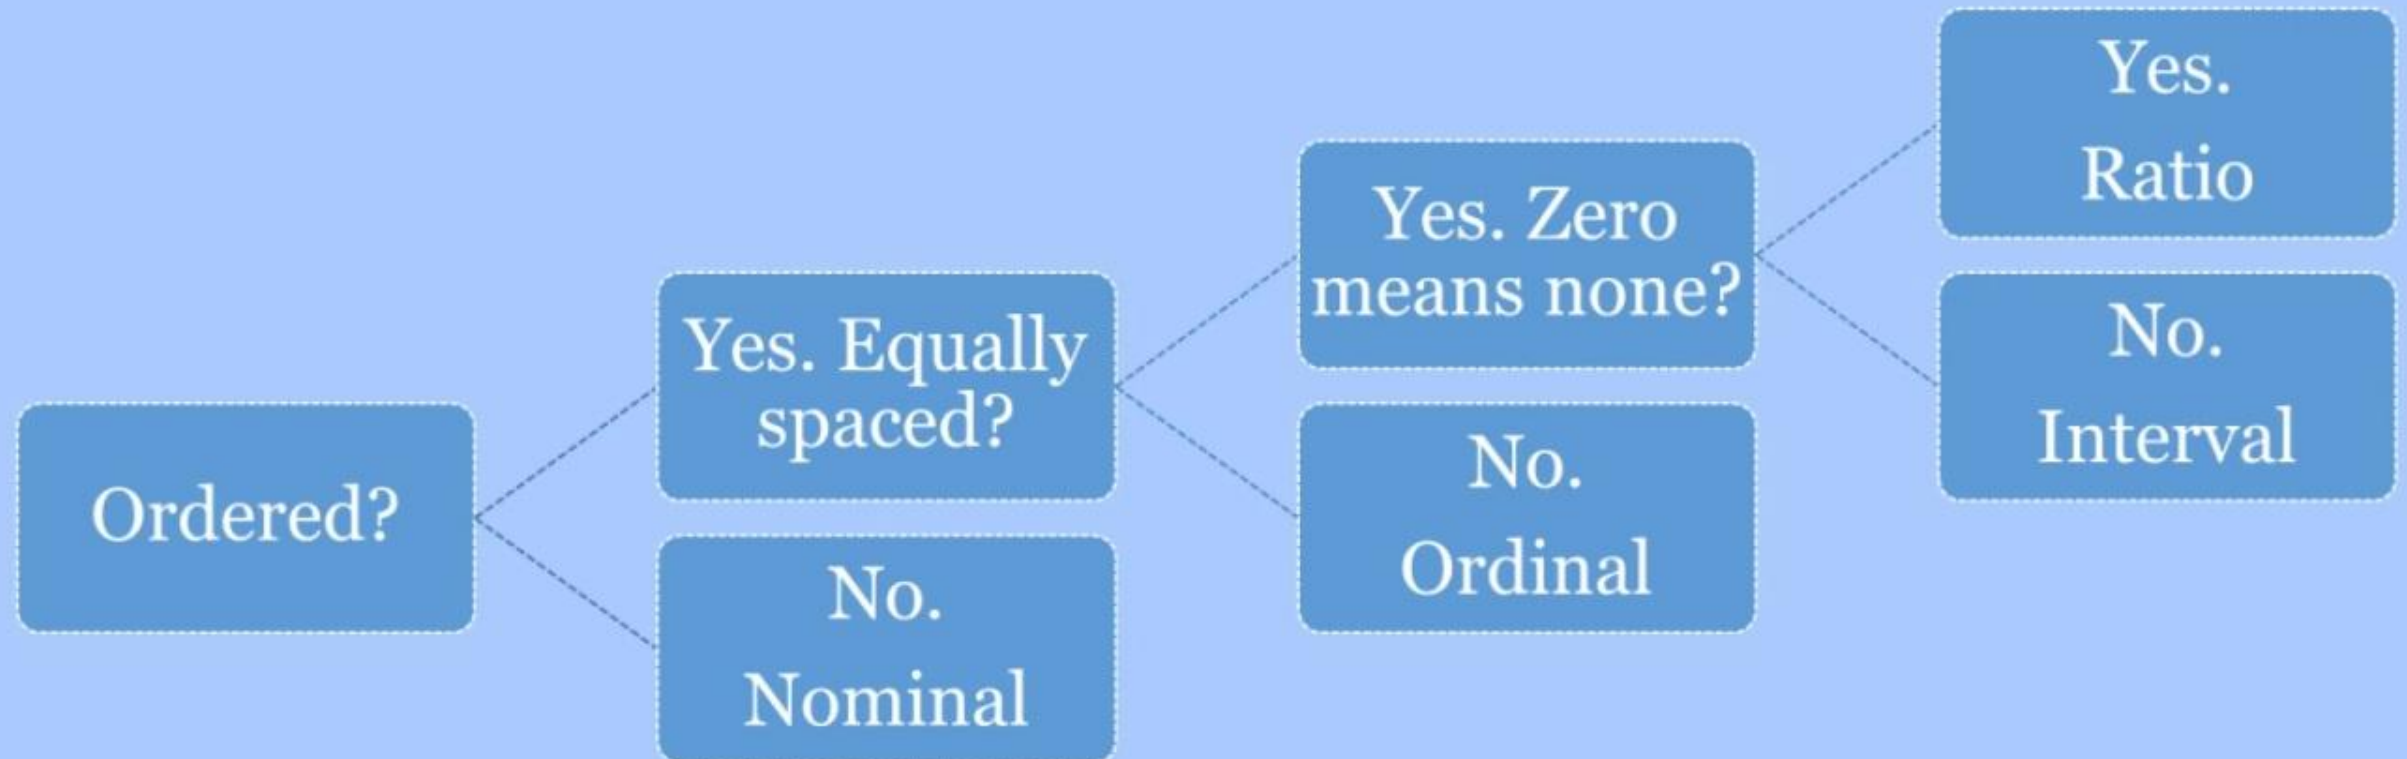 Ordered?
Yes. Equally
spaced?
No.
Nominal
Yes. Zero
means none?
No.
Ordinal
Yes.
Ratio
No.
Interval